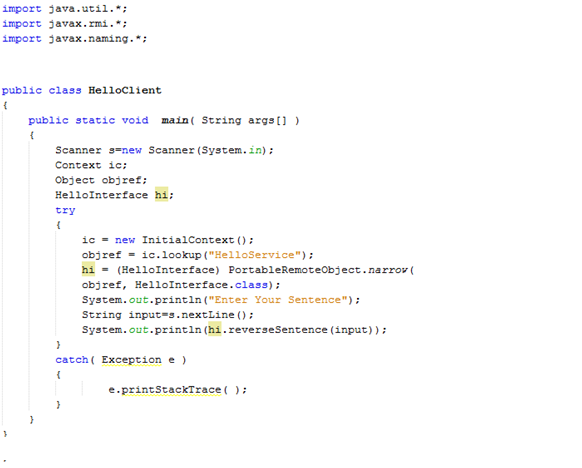 import java.util.*;
import javax.rmi.*;
import javax.naming.*;
public class HelloClient
{
public static void main( String args[] )
{
Scanner s=new Scanner(System.in);
Context ic;
Object objref;
HelloInterface hi;
try
{
ic = new InitialContext();
objref = ic.lookup("HelloService");
hi = (HelloInterface) PortableRemoteObject.narrow(
objref, HelloInterface.class);
System.out.println("Enter Your Sentence");
String input=s.nextLine();
System.out.println(hi.reverseSentence(input));
}
catch( Exception e )
{
e.printStackTrace( );
}
}
}